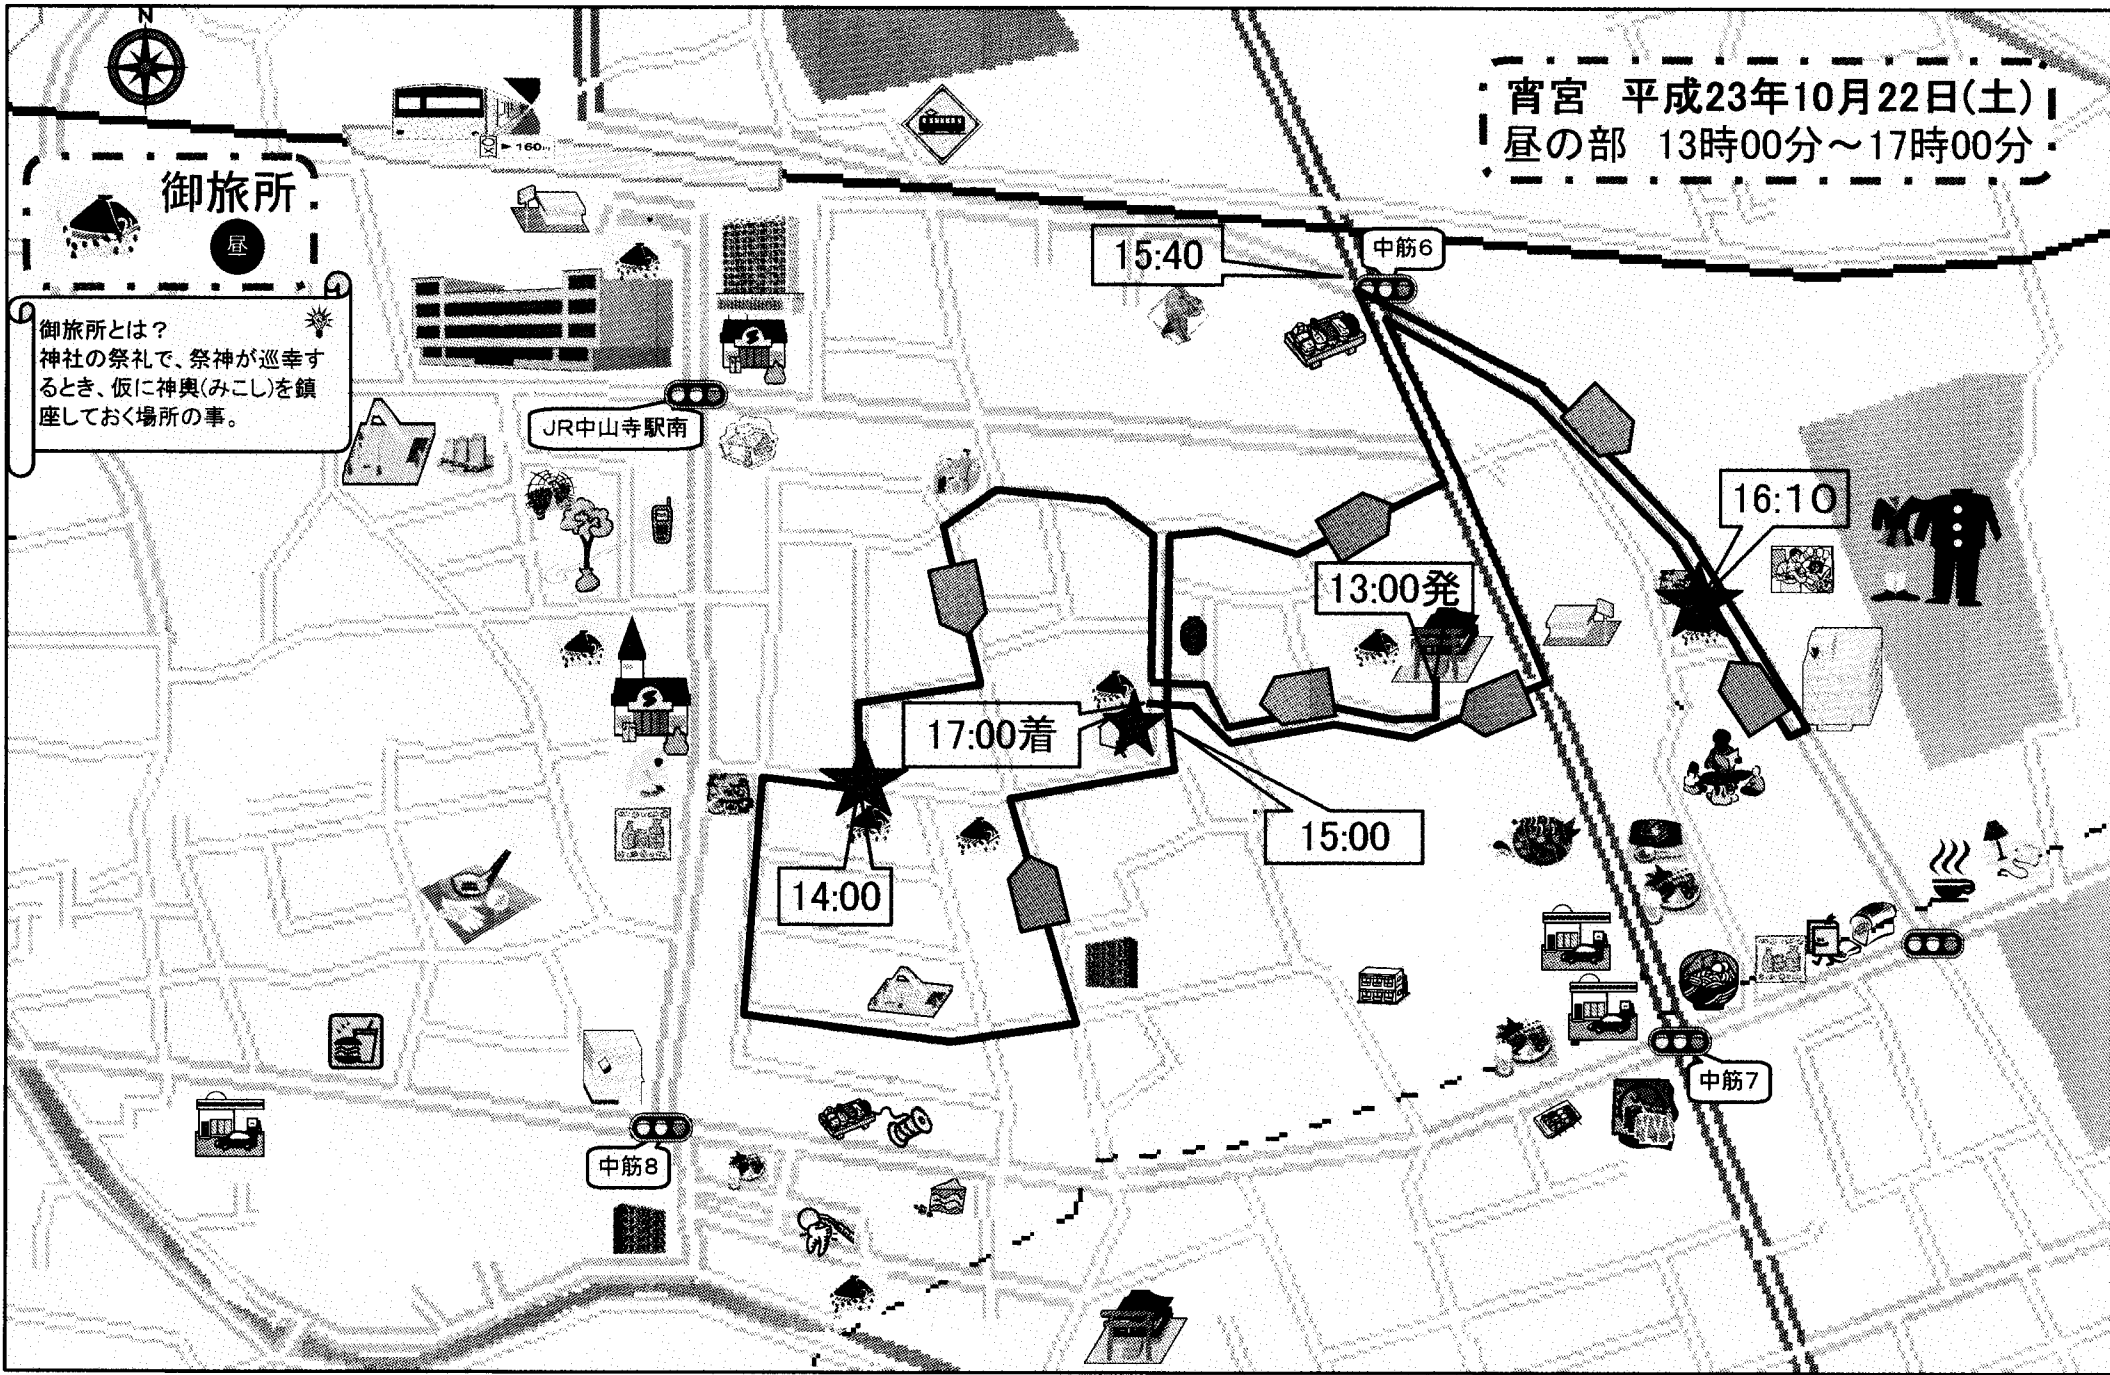 N
宵宮 平成23年10月22日(土)
昼の部 13時00分～17時00分
160m
御旅所
昼
御旅所とは？
神社の祭礼で、祭神が巡幸す
るとき、仮に神輿(みこし)を鎮
座しておく場所の事。
15:40
中筋6
JR中山寺駅南
16:10
13:00発
17:00着
15:00
14:00
中筋7
中筋8